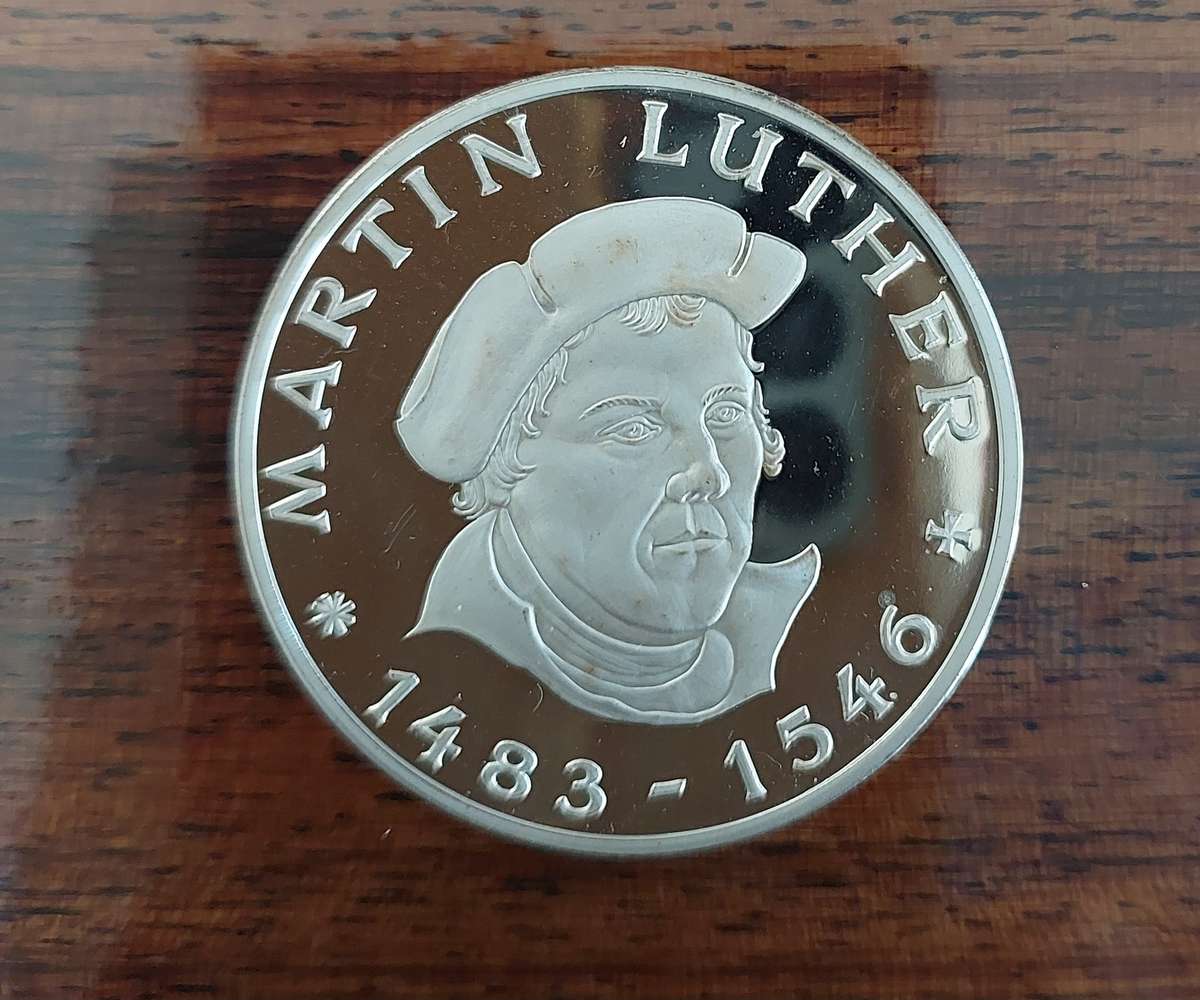 MARTIN LUTHER
* 1483 - 1546 ✠